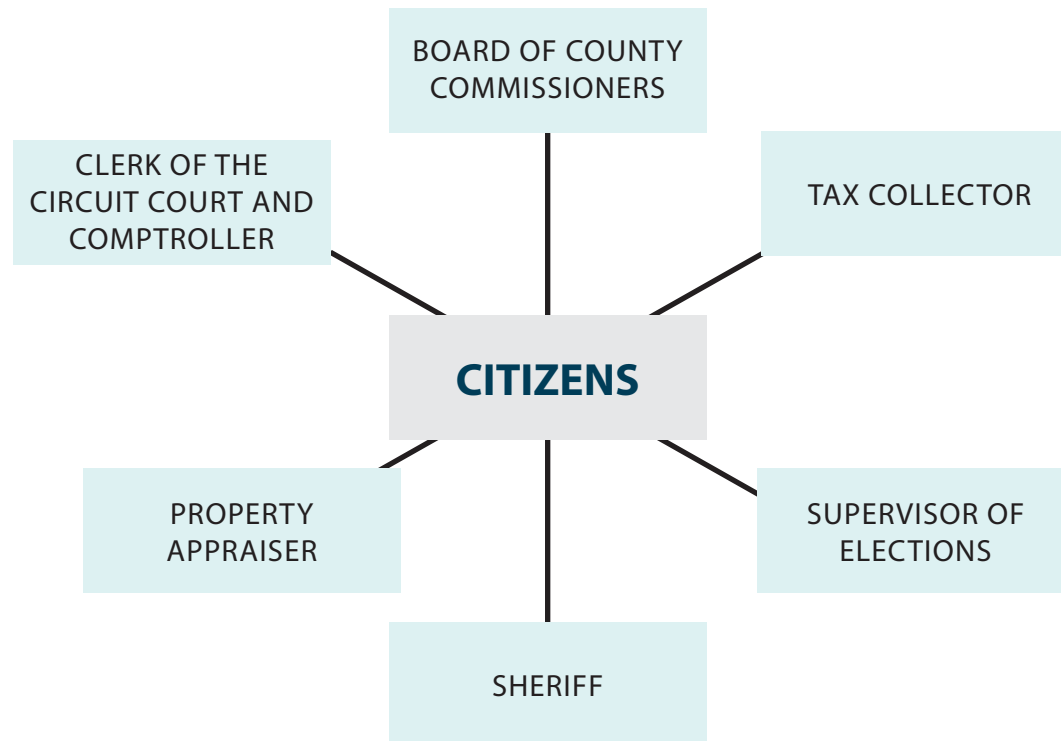 BOARD OF COUNTY
COMMISSIONERS
CLERK OF THE
CIRCUIT COURT AND
COMPTROLLER
TAX COLLECTOR
CITIZENS
PROPERTY
APPRAISER
SUPERVISOR OF
ELECTIONS
SHERIFF